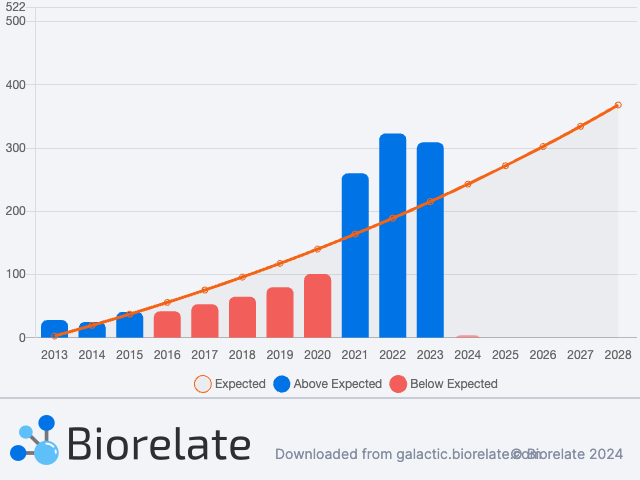 522
500
400
300
200
100
0
2013 2014 2015 2016 2017 2018 2019 2020 2021 2022 2023 2024 2025 2026 2027 2028
Expected Above Expected Below Expected
Biorelate
Downloaded from galactic.biorelate.com © Biorelate 2024